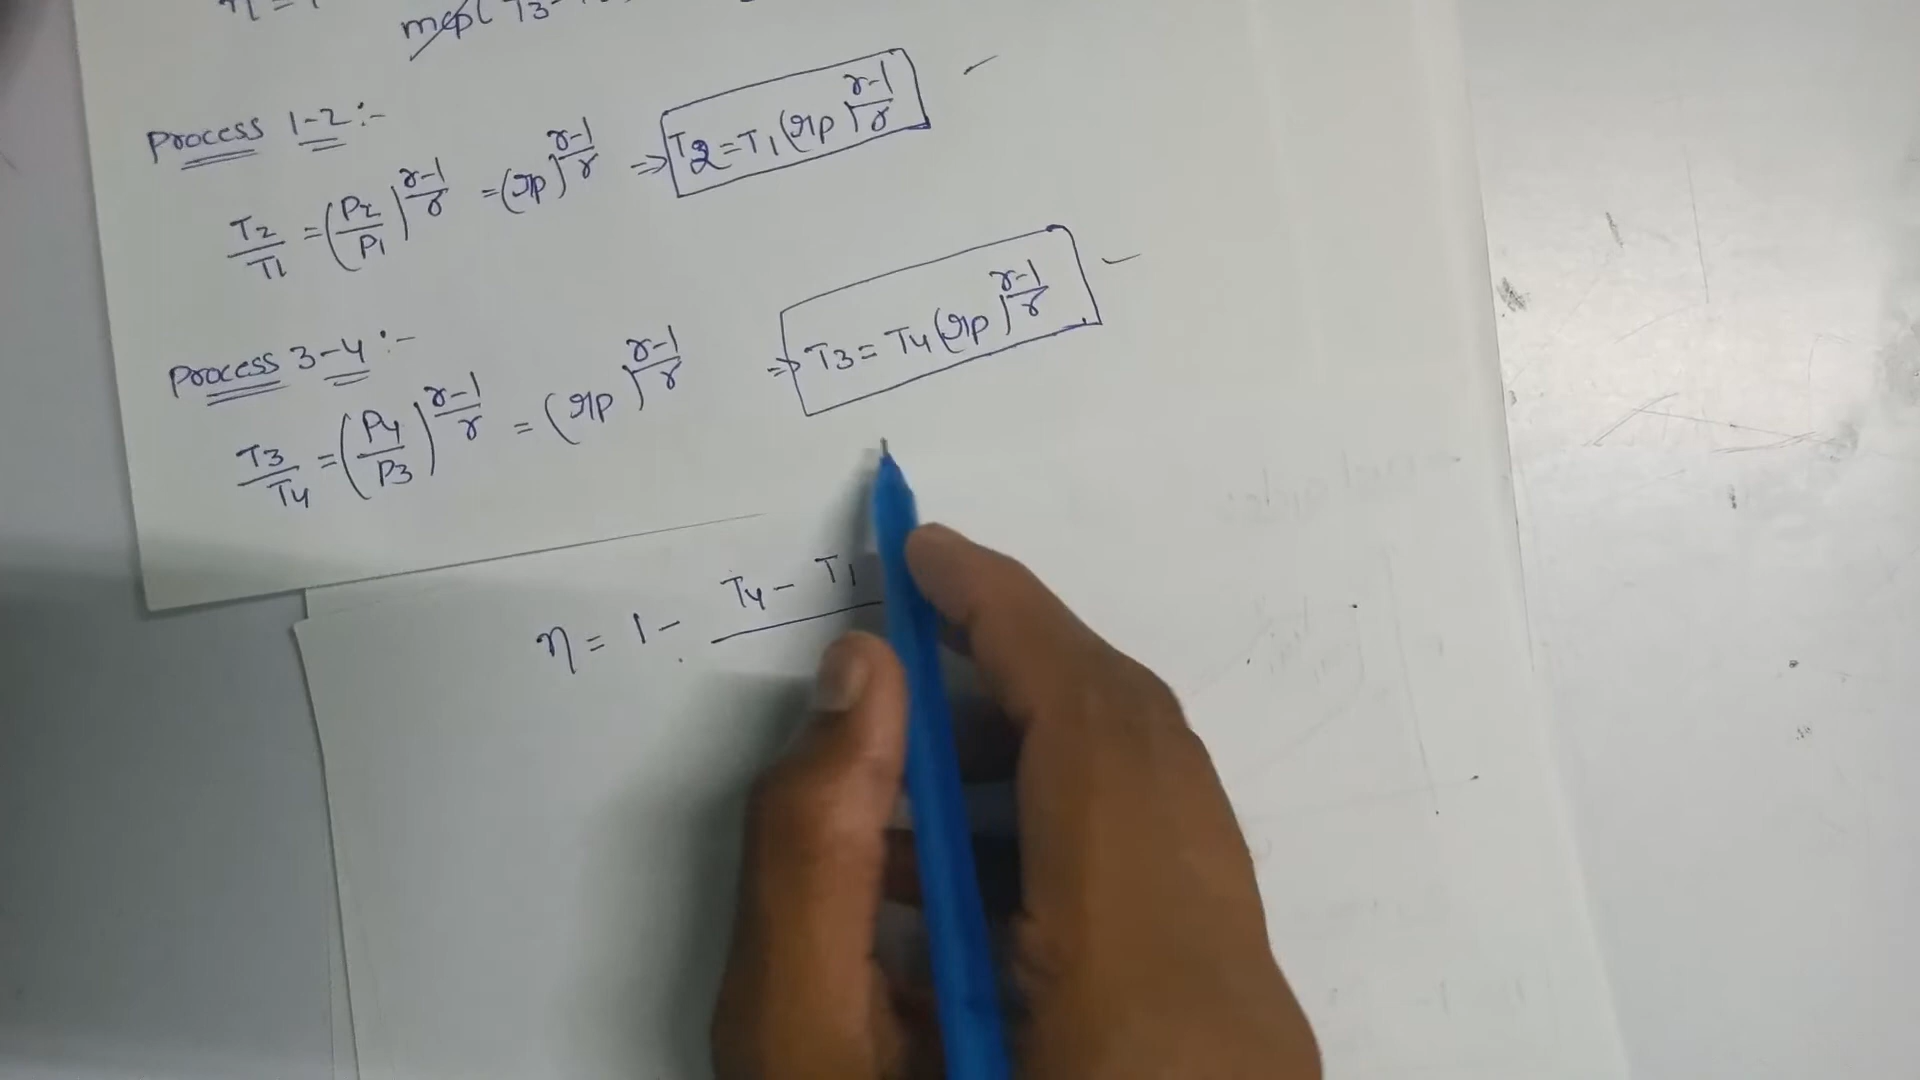 η =
mcp( T3-
Process 1-2 :-
T2/T1 = (P2/P1)^(γ-1/γ) = (rp)^(γ-1/γ) => T2 = T1 (rp)^(γ-1/γ)
Process 3-4 :-
T3/T4 = (P4/P3)^(γ-1/γ) = (rp)^(γ-1/γ) => T3 = T4 (rp)^(γ-1/γ)
η = 1 - T4 - T1